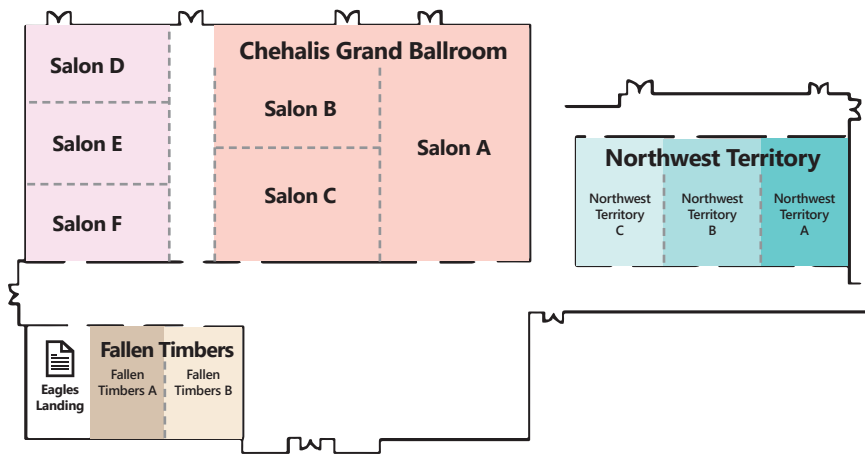 Salon D
Salon E
Salon F
Chehalis Grand Ballroom
Salon B
Salon C
Salon A
Northwest Territory
Northwest
Territory
C
Northwest
Territory
B
Northwest
Territory
A
Eagles
Landing
Fallen Timbers
Fallen
Timbers A
Fallen
Timbers B